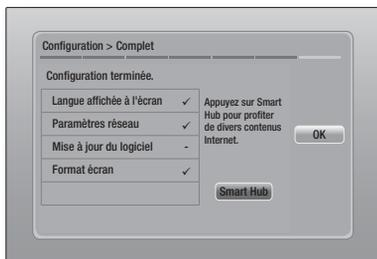 Configuration > Complet
Configuration terminée.
Langue affichée à l'écran ✓
Paramètres réseau ✓
Mise à jour du logiciel -
Format écran ✓
Appuyez sur Smart
Hub pour profiter
de divers contenus
Internet.
Smart Hub
OK